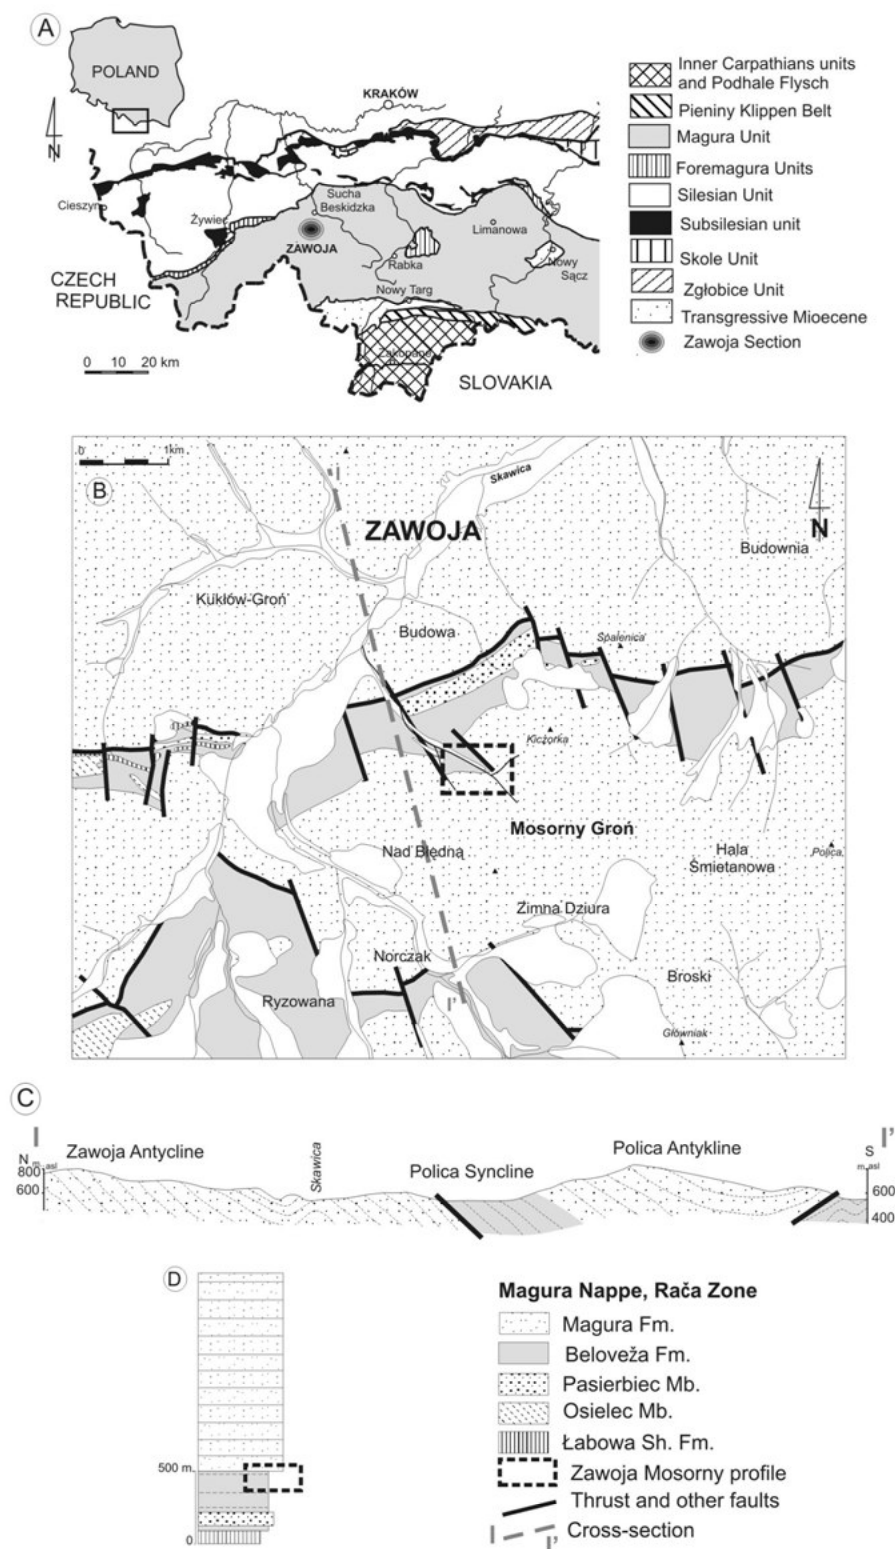 A
POLAND
N
KRAKÓW
Cieszyn
Żywiec
Sucha
Beskidzka
ZAWOJA
Limanowa
Rabka
Nowy
Sącz
Nowy Targ
Zakopane
CZECH
REPUBLIC
SLOVAKIA
0 10 20 km
Inner Carpathians units
and Podhale Flysch
Pieniny Klippen Belt
Magura Unit
Foremagura Units
Silesian Unit
Subsilesian unit
Skole Unit
Zgłobice Unit
Transgressive Mioecene
Zawoja Section
0 1km
B
I
Skawica
ZAWOJA
N
Budownia
Kuklów-Groń
Budowa
Spalenica
Kiczorka
Mosorny Groń
Nad Błędną
Hala
Śmietanowa
Polica
Zimna Dziura
Norczak
Broski
Ryzowana
I'
Główniak
C
I
I'
Zawoja Antycline
Skawica
Polica Syncline
Polica Antykline
N
m. asl
800
600
S
m. asl
600
400
D
500 m.
0
Magura Nappe, Rača Zone
Magura Fm.
Beloveža Fm.
Pasierbiec Mb.
Osielec Mb.
Łabowa Sh. Fm.
Zawoja Mosorny profile
Thrust and other faults
I I' Cross-section